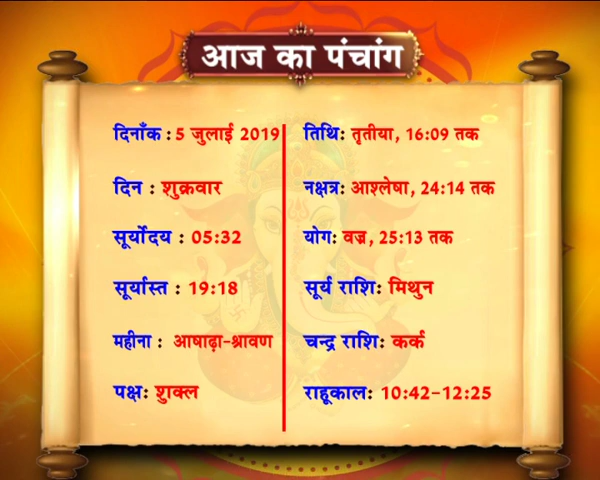 आज का पंचांग
दिनाँक : 5 जुलाई 2019
दिन : शुक्रवार
सूर्योदय : 05:32
सूर्यास्त : 19:18
महीना : आषाढ़ा-श्रावण
पक्ष: शुक्ल
तिथि: तृतीया, 16:09 तक
नक्षत्र: आश्लेषा, 24:14 तक
योग: वज्र, 25:13 तक
सूर्य राशि: मिथुन
चन्द्र राशि: कर्क
राहूकाल: 10:42-12:25